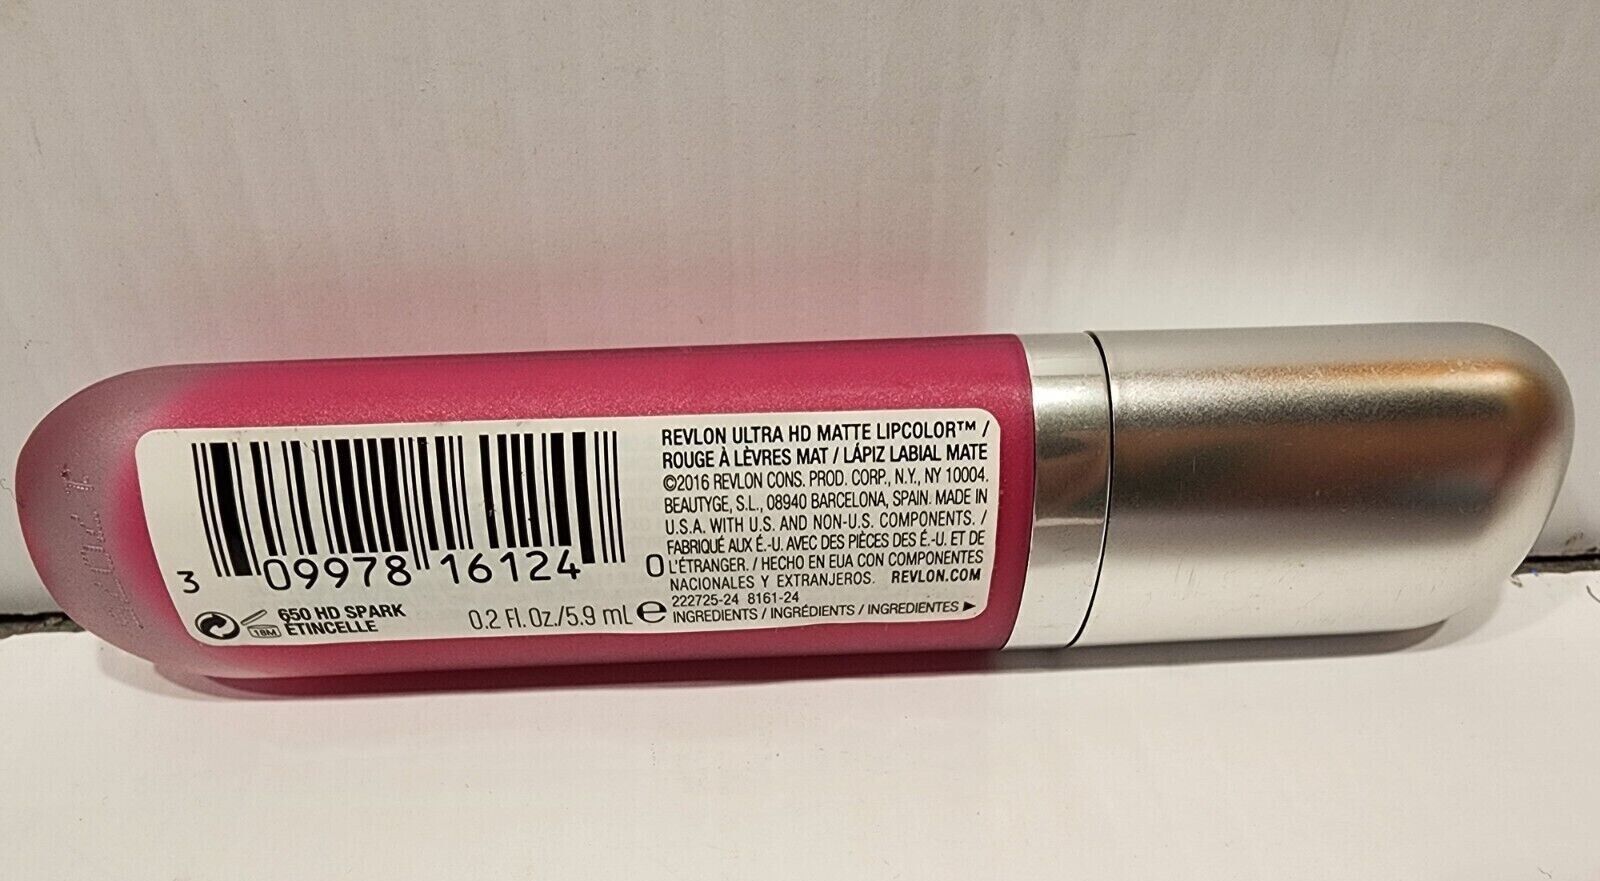 3 09978 16124 0
18M
650 HD SPARK
ÉTINCELLE
0.2 Fl. Oz./5.9 mL e
REVLON ULTRA HD MATTE LIPCOLOR™ /
ROUGE À LÈVRES MAT / LÁPIZ LABIAL MATE
©2016 REVLON CONS. PROD. CORP., N.Y., NY 10004.
BEAUTYGE, S.L., 08940 BARCELONA, SPAIN. MADE IN
U.S.A. WITH U.S. AND NON-U.S. COMPONENTS. /
FABRIQUÉ AUX É.-U. AVEC DES PIÈCES DES É.-U. ET DE
L'ÉTRANGER. / HECHO EN EUA CON COMPONENTES
NACIONALES Y EXTRANJEROS. REVLON.COM
222725-24 8161-24
INGREDIENTS / INGRÉDIENTS / INGREDIENTES ►